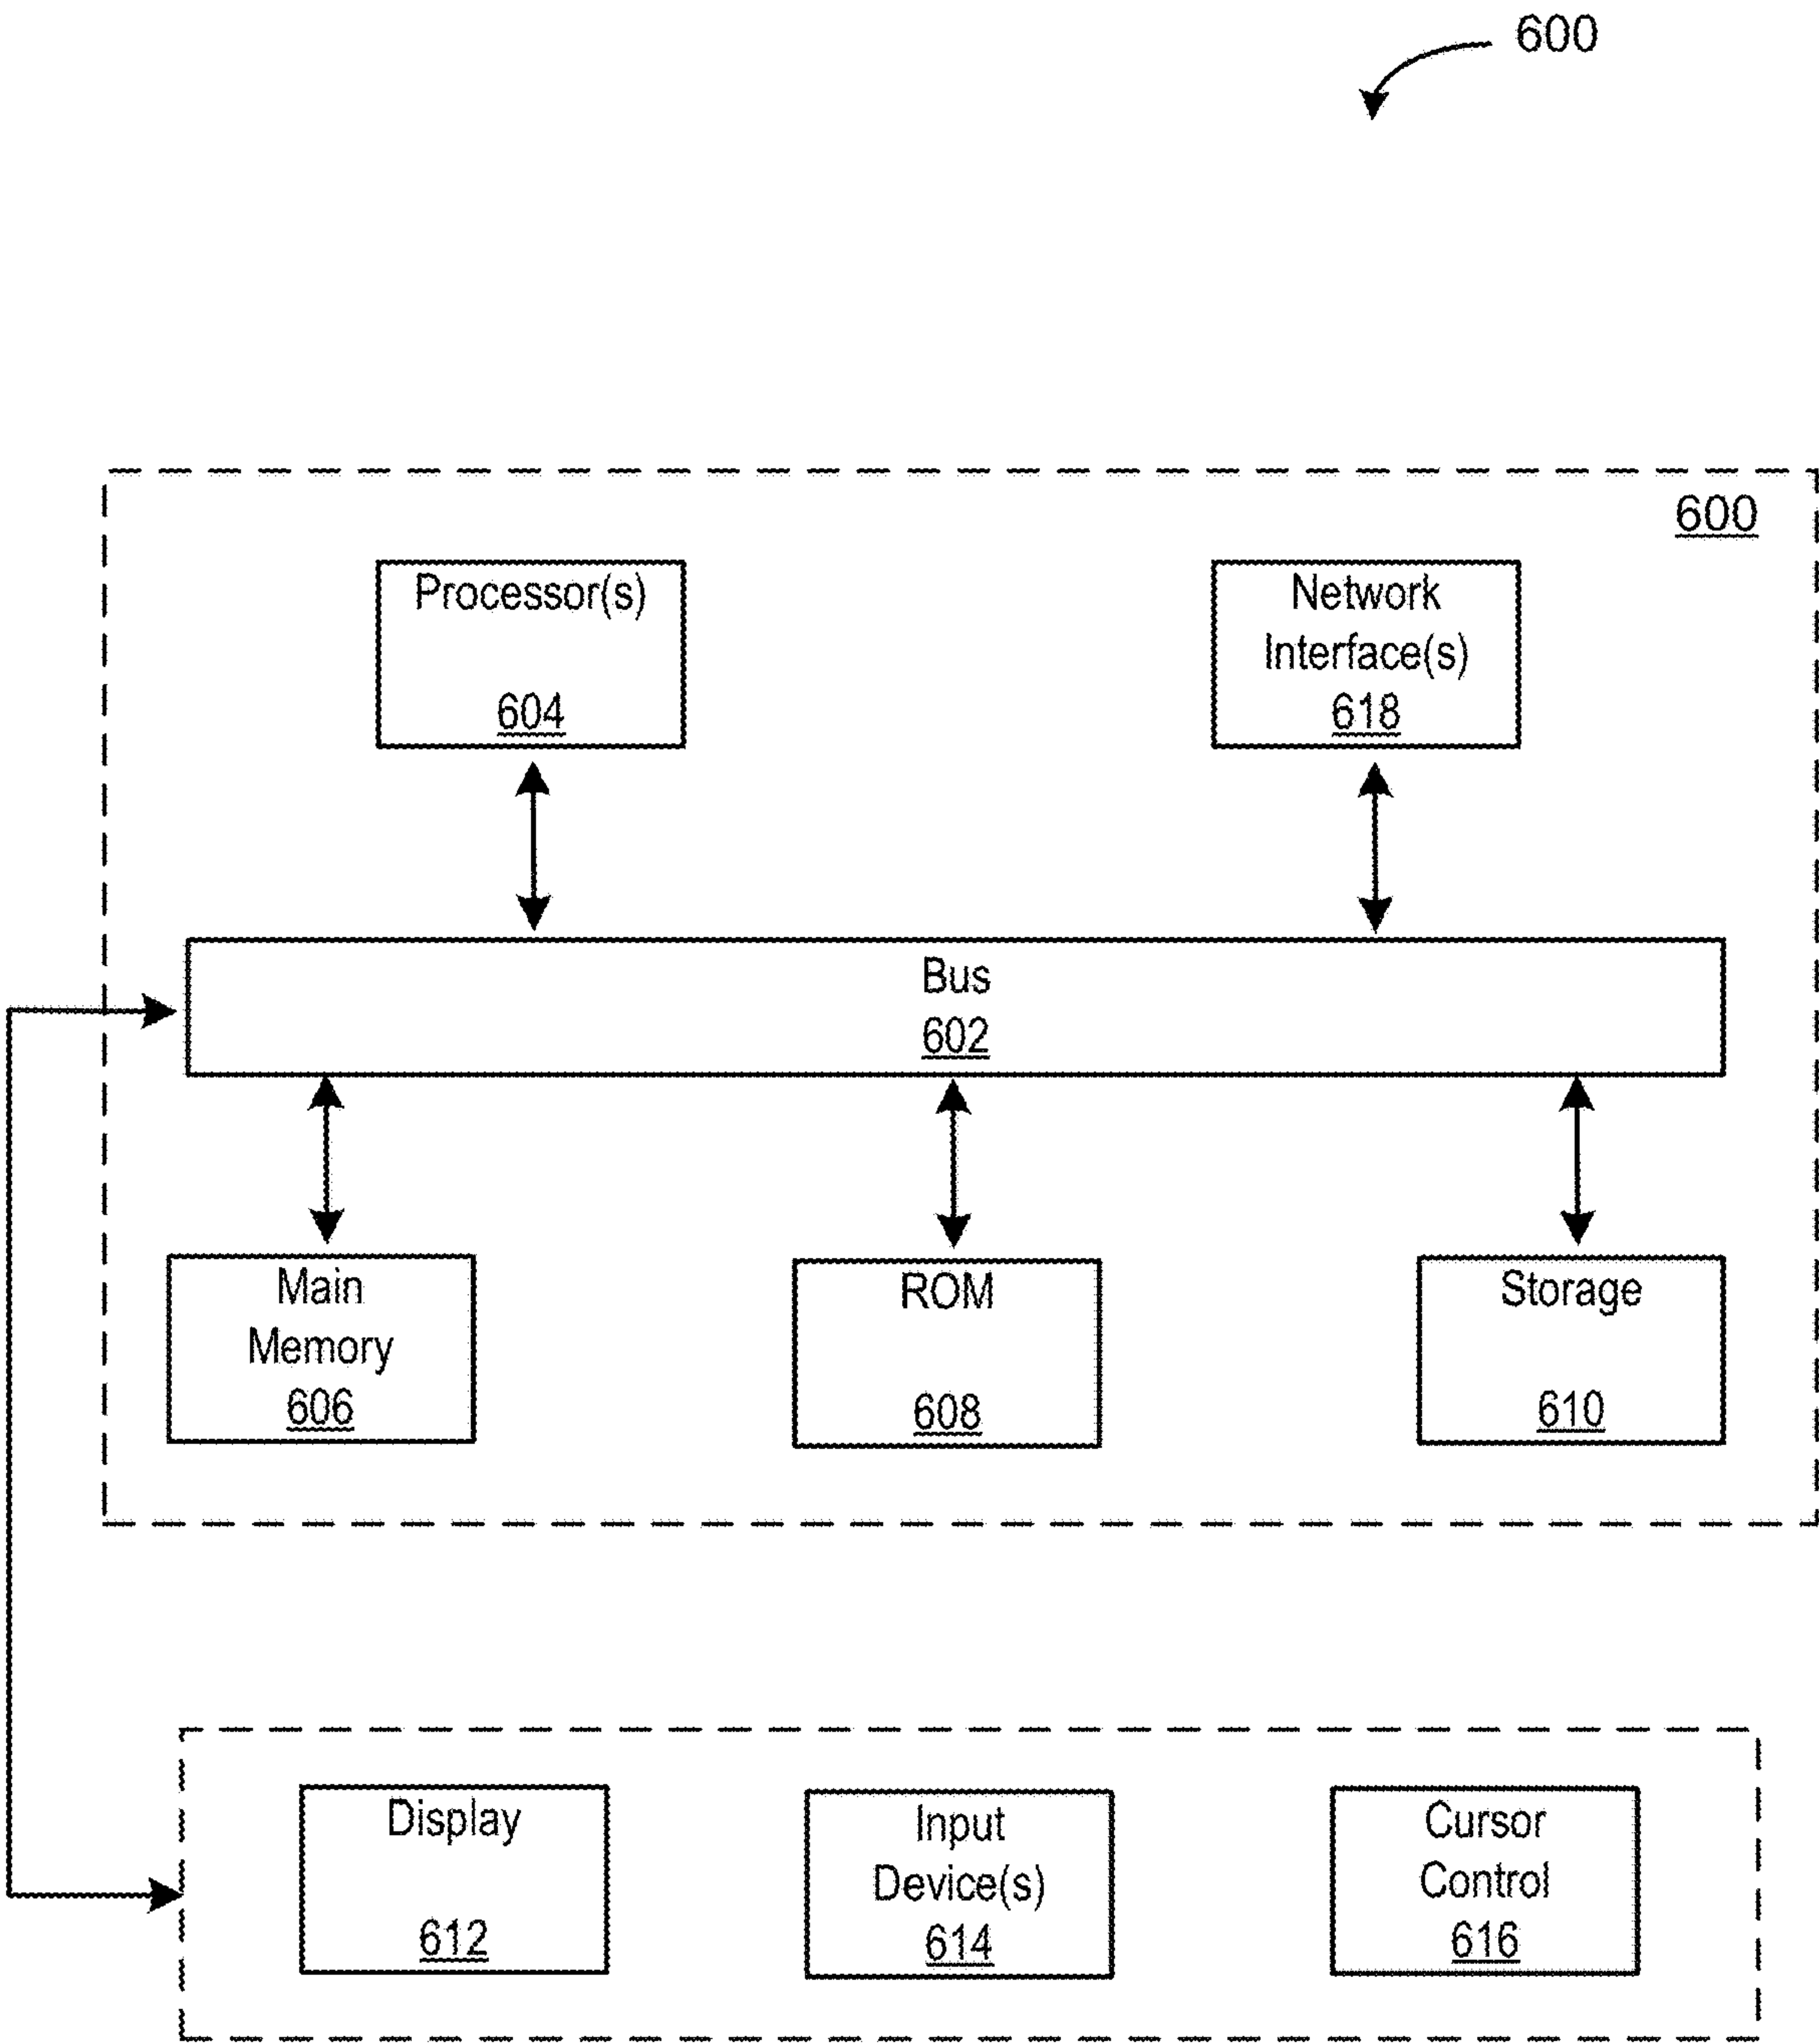 600
600
Processor(s)
604
Network
Interface(s)
618
Bus
602
Main
Memory
606
ROM
608
Storage
610
Display
612
Input
Device(s)
614
Cursor
Control
616